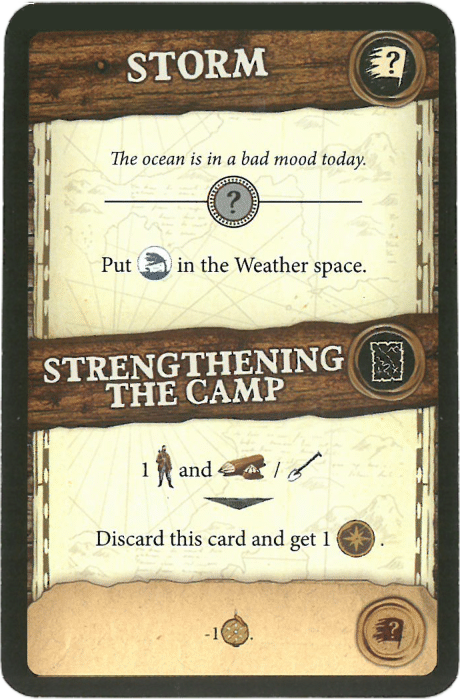 STORM
?
The ocean is in a bad mood today.
?
Put in the Weather space.
STRENGTHENING
THE CAMP
1 and /
Discard this card and get 1 .
-1 .
?